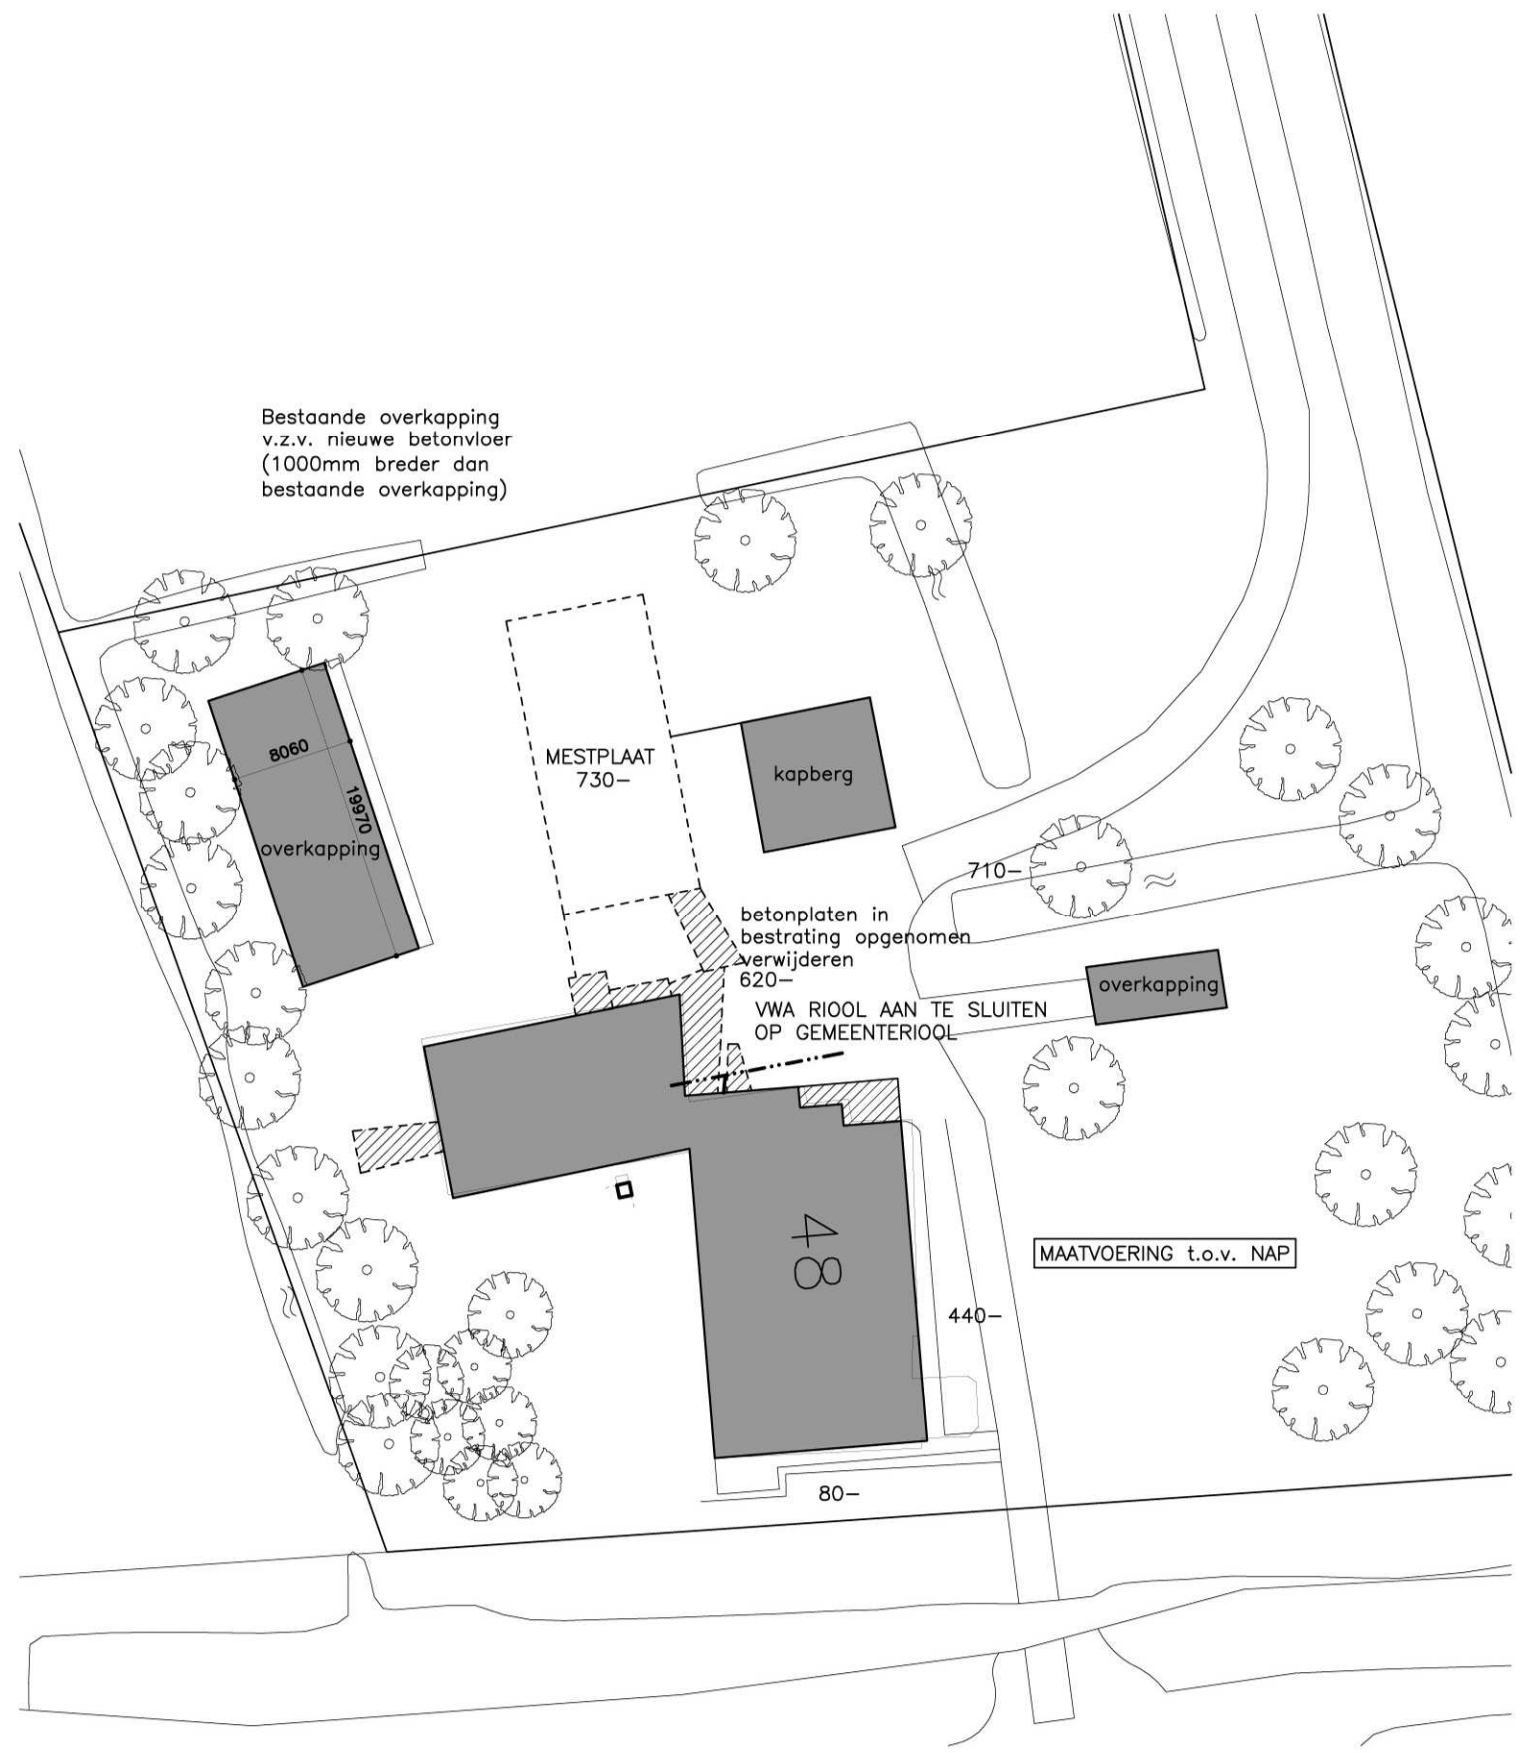 Bestaande overkapping
v.z.v. nieuwe betonvloer
(1000mm breder dan
bestaande overkapping)
8060
19970
overkapping
MESTPLAAT
730-
kapberg
710-
betonplaten in
bestrating opgenomen
verwijderen
620-
overkapping
VWA RIOOL AAN TE SLUITEN
OP GEMEENTERIOOL
48
MAATVOERING t.o.v. NAP
440-
80-